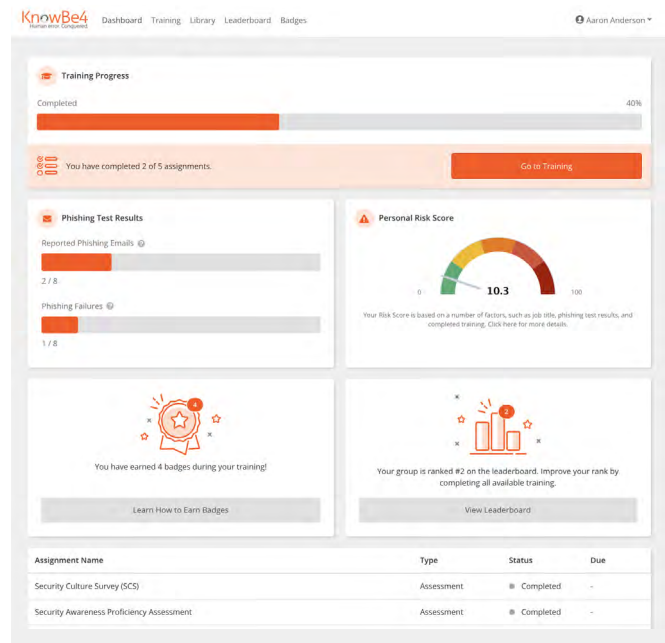 KnowBe4
Human error. Conquered.
Dashboard Training Library Leaderboard Badges
Aaron Anderson
Training Progress
Completed 40%
You have completed 2 of 5 assignments.
Go to Training
Phishing Test Results
Reported Phishing Emails
2 / 8
Phishing Failures
1 / 8
Personal Risk Score
0 10.3 100
Your Risk Score is based on a number of factors, such as job title, phishing test results, and
completed training. Click here for more details.
4
You have earned 4 badges during your training!
Learn How to Earn Badges
2
Your group is ranked #2 on the leaderboard. Improve your rank by
completing all available training.
View Leaderboard
Assignment Name Type Status Due
Security Culture Survey (SCS) Assessment Completed -
Security Awareness Proficiency Assessment Assessment Completed -